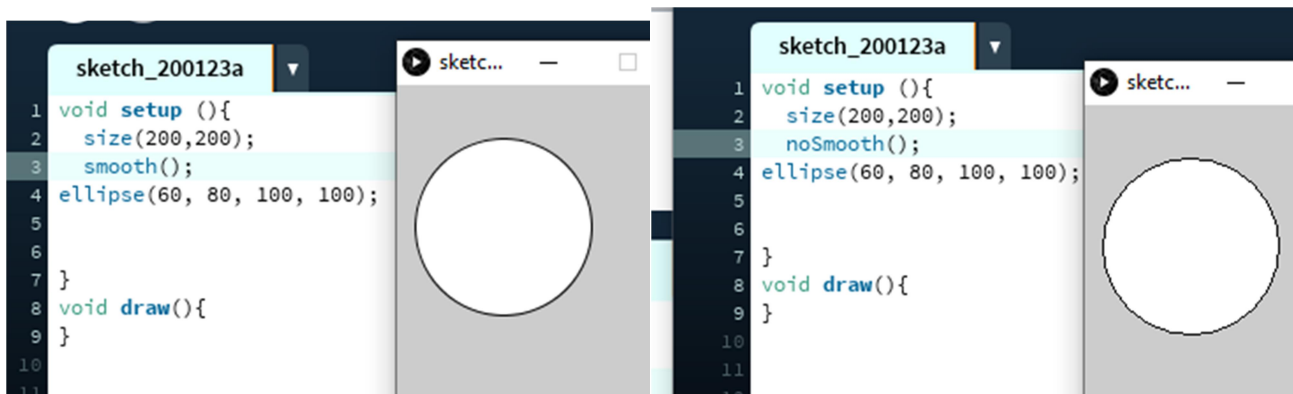 sketch_200123a ▼
sketc...
1 void setup (){
2 size(200,200);
3 smooth();
4 ellipse(60, 80, 100, 100);
5
6
7 }
8 void draw(){
9 }
10
11
sketch_200123a ▼
sketc...
1 void setup (){
2 size(200,200);
3 noSmooth();
4 ellipse(60, 80, 100, 100);
5
6
7 }
8 void draw(){
9 }
10
11